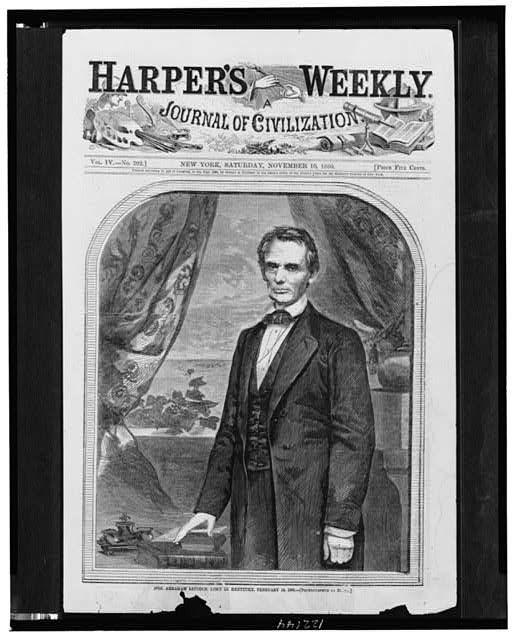 HARPER'S WEEKLY.
A
JOURNAL OF CIVILIZATION
VOL. IV.—No. 202.]
NEW YORK, SATURDAY, NOVEMBER 10, 1860.
[PRICE FIVE CENTS.
HON. ABRAHAM LINCOLN, BORN IN KENTUCKY, FEBRUARY 12, 1809.—[PHOTOGRAPHED BY
12244